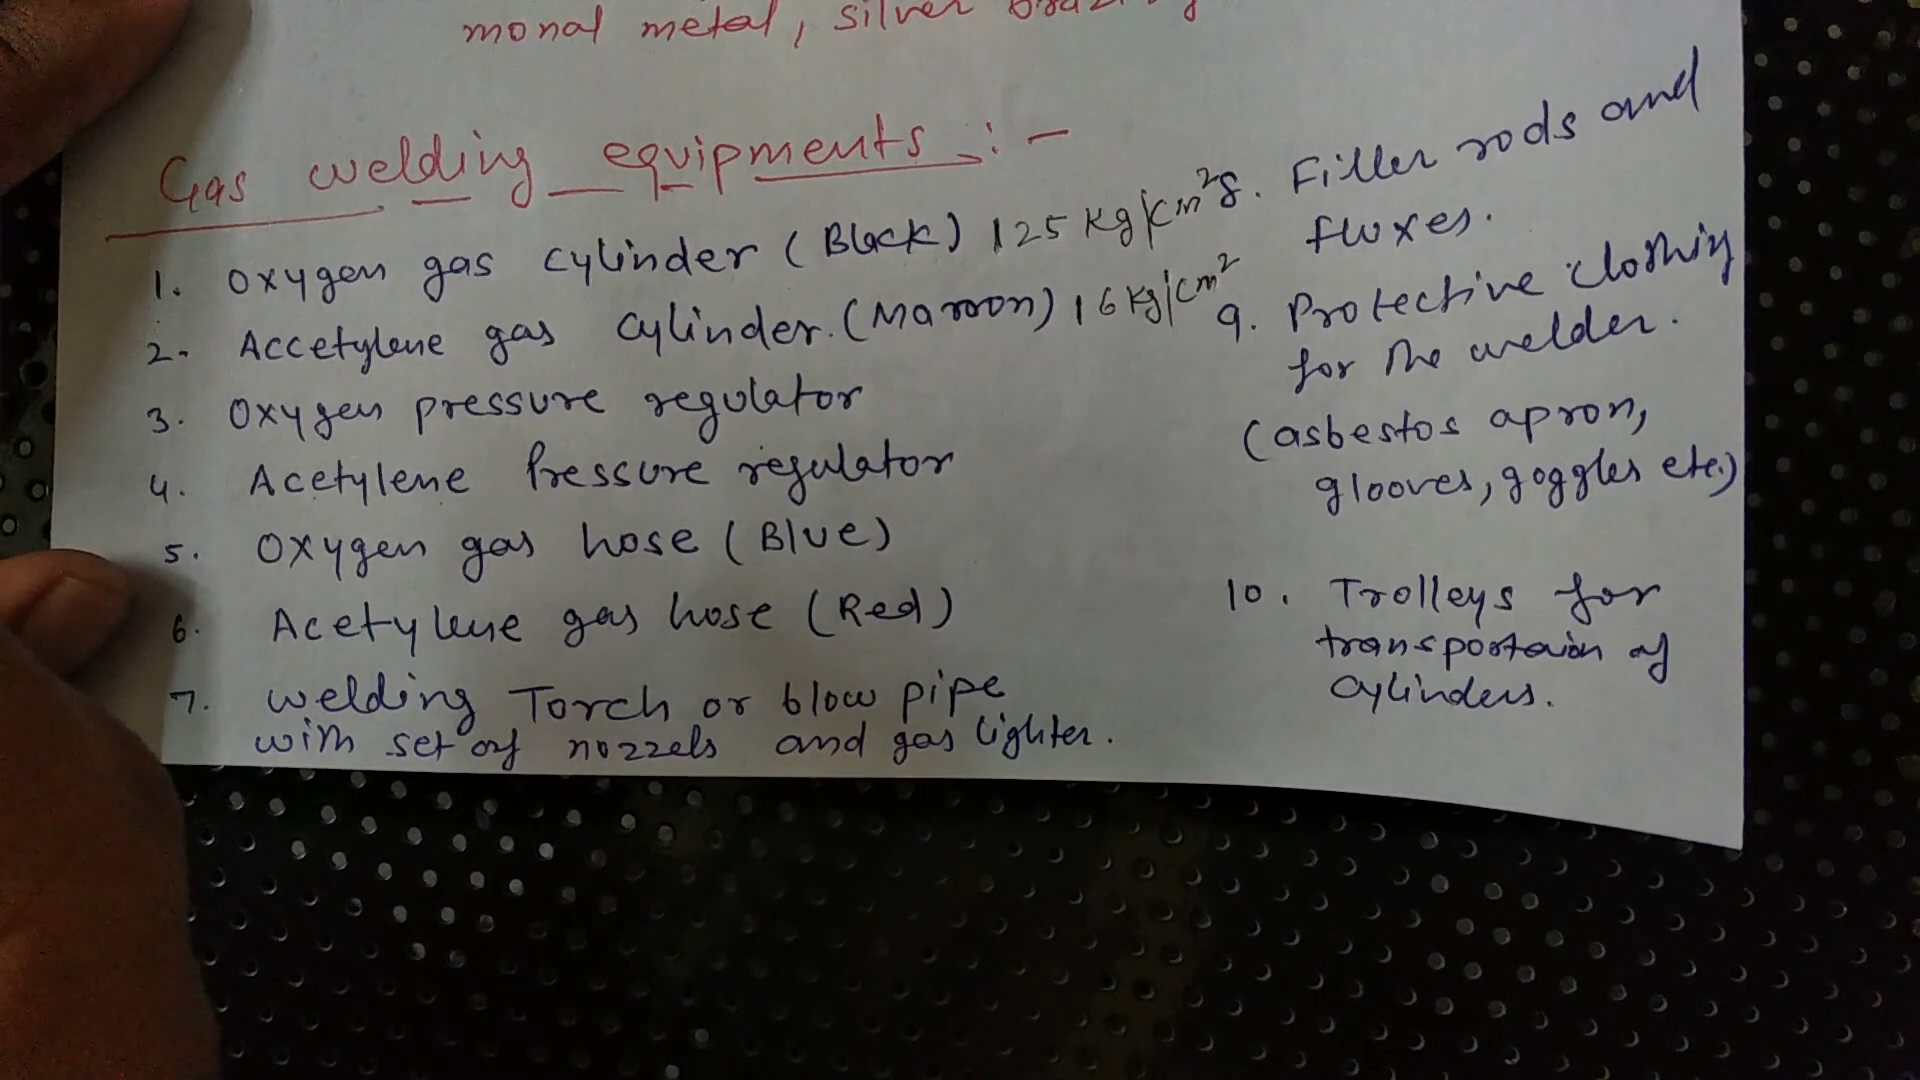 monal metal, silver brazing
Gas welding equipments :-
1. Oxygen gas cylinder (Black) 125 kg/cm²
2. Accetylene gas cylinder. (Maroon) 16 kg/cm²
3. Oxygen pressure regulator
4. Acetylene Pressure regulator
5. Oxygen gas hose (Blue)
6. Acetylene gas hose (Red)
7. welding Torch or blow pipe
with set of nozzels and gas lighter.
8. Filler rods and
fluxes.
9. Protective clothing
for the welder.
(asbestos apron,
glooves, goggles etc.)
10. Trolleys for
transportaion of
cylinders.